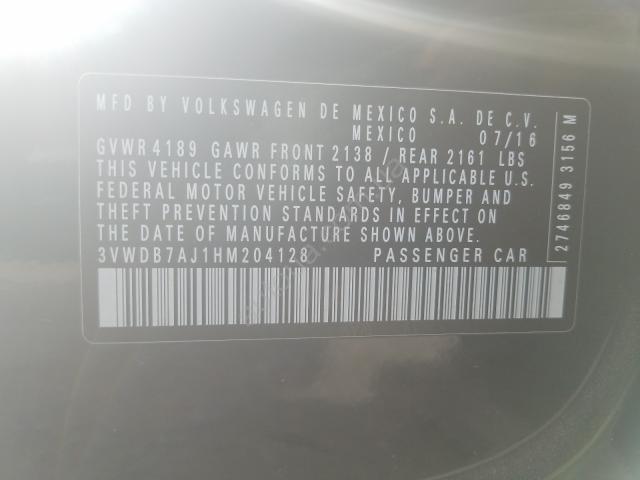 MFD BY VOLKSWAGEN DE MEXICO S.A. DE C.V.
MEXICO 07/16
GVWR 4189 GAWR FRONT 2138 / REAR 2161 LBS
THIS VEHICLE CONFORMS TO ALL APPLICABLE U.S.
FEDERAL MOTOR VEHICLE SAFETY, BUMPER AND
THEFT PREVENTION STANDARDS IN EFFECT ON
THE DATE OF MANUFACTURE SHOWN ABOVE.
3VWDB7AJ1HM204128 PASSENGER CAR
2746849 3156 M